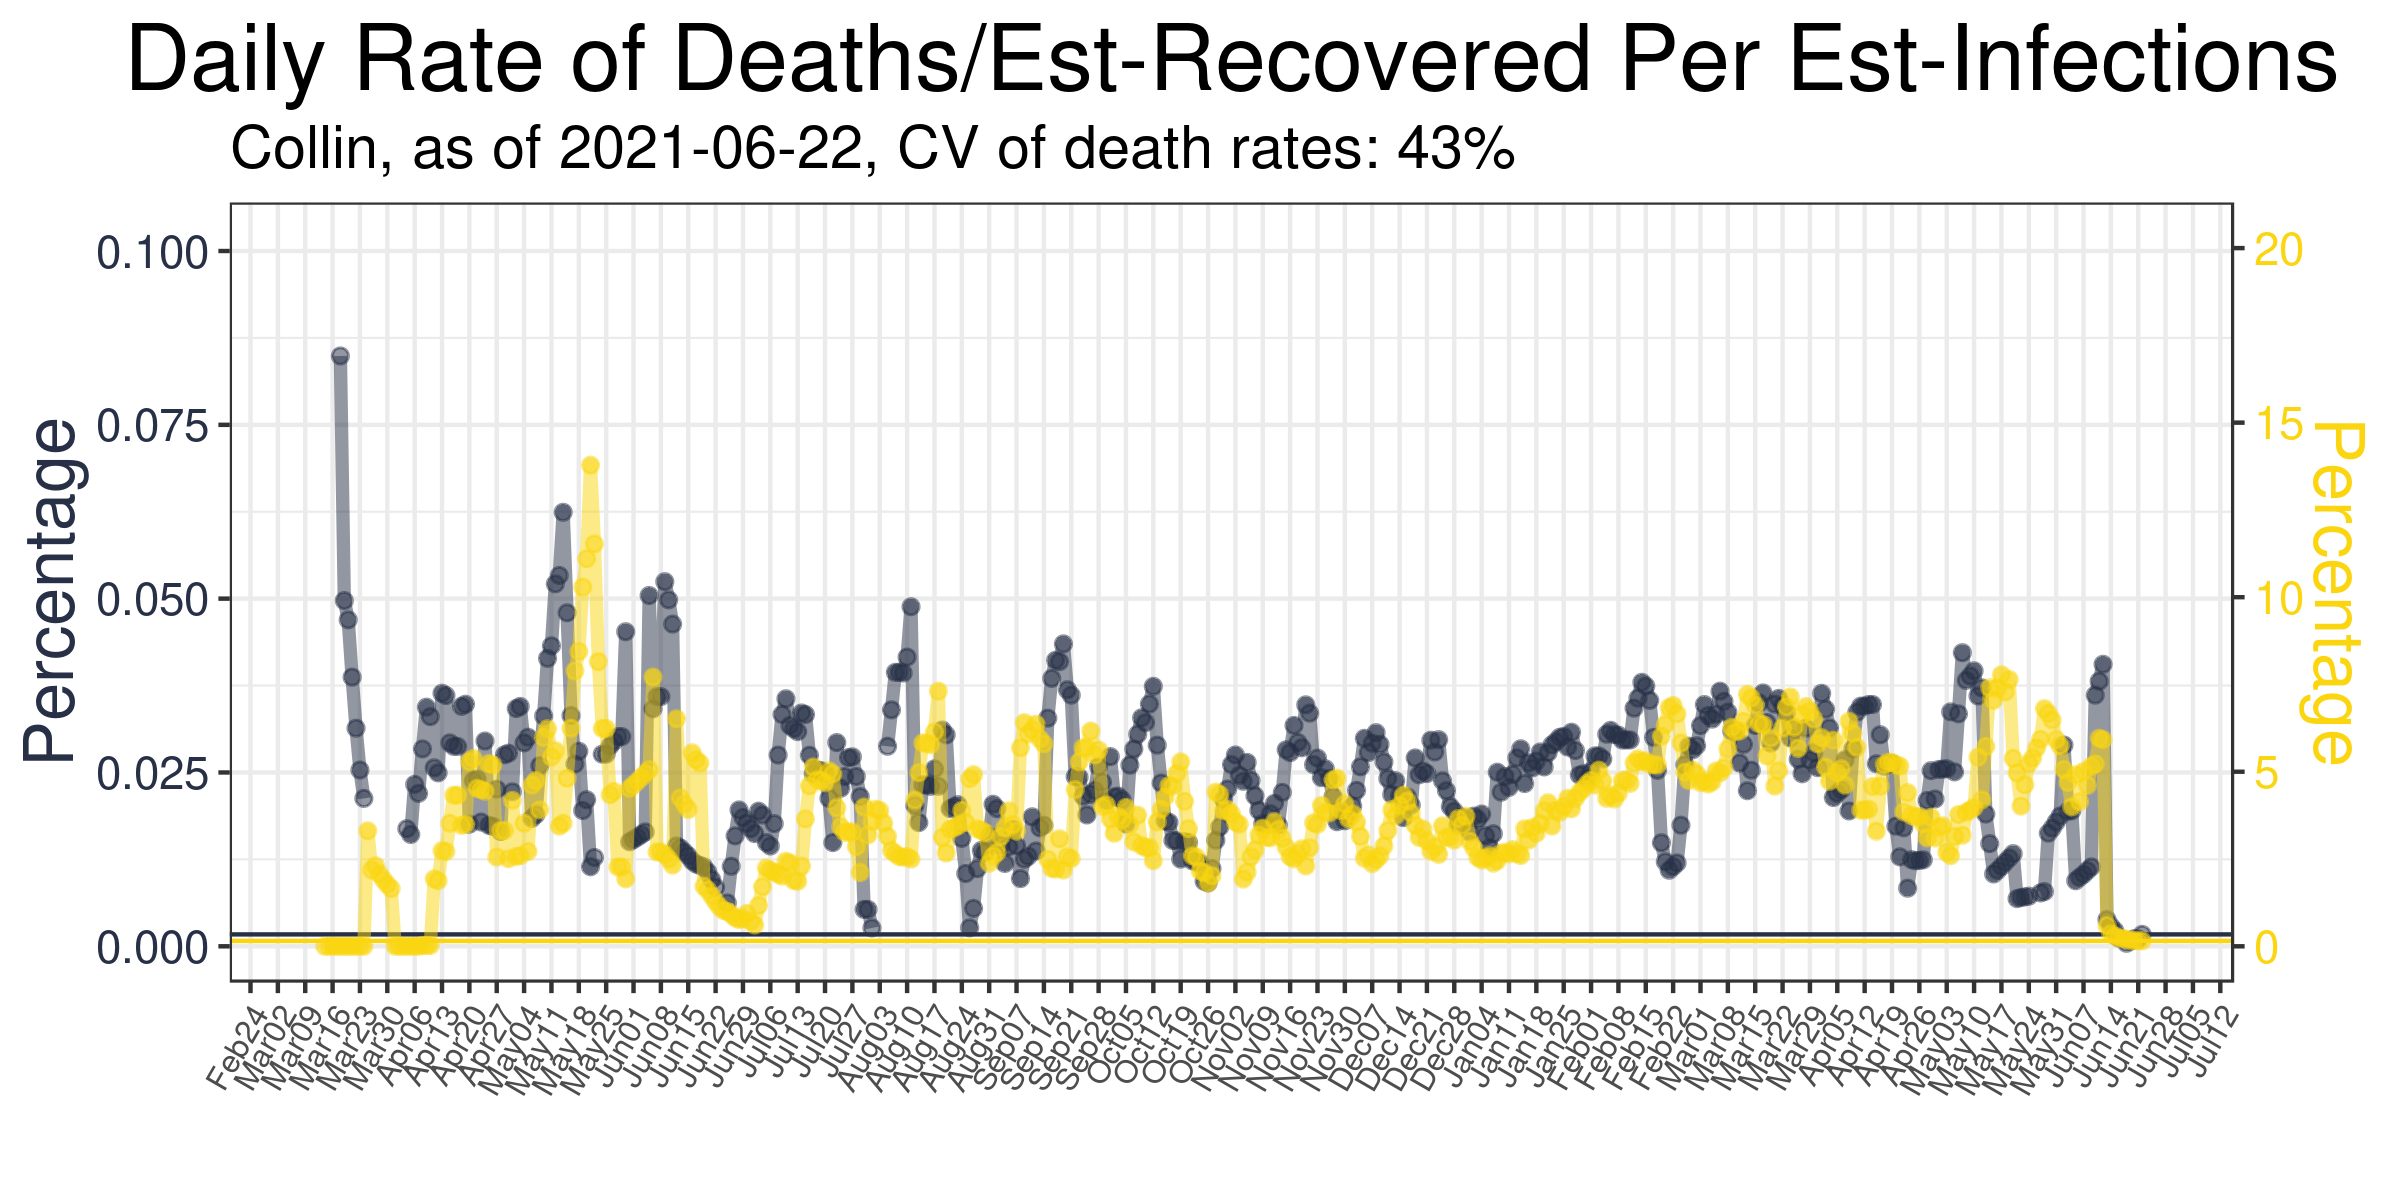 Daily Rate of Deaths/Est-Recovered Per Est-Infections
Collin, as of 2021-06-22, CV of death rates: 43%
Percentage
0.100
0.075
0.050
0.025
0.000
20
15
10
5
0
Percentage
Feb24
Mar02
Mar09
Mar16
Mar23
Mar30
Apr06
Apr13
Apr20
Apr27
May04
May11
May18
May25
Jun01
Jun08
Jun15
Jun22
Jun29
Jul06
Jul13
Jul20
Jul27
Aug03
Aug10
Aug17
Aug24
Aug31
Sep07
Sep14
Sep21
Sep28
Oct05
Oct12
Oct19
Oct26
Nov02
Nov09
Nov16
Nov23
Nov30
Dec07
Dec14
Dec21
Dec28
Jan04
Jan11
Jan18
Jan25
Feb01
Feb08
Feb15
Feb22
Mar01
Mar08
Mar15
Mar22
Mar29
Apr05
Apr12
Apr19
Apr26
May03
May10
May17
May24
May31
Jun07
Jun14
Jun21
Jun28
Jul05
Jul12